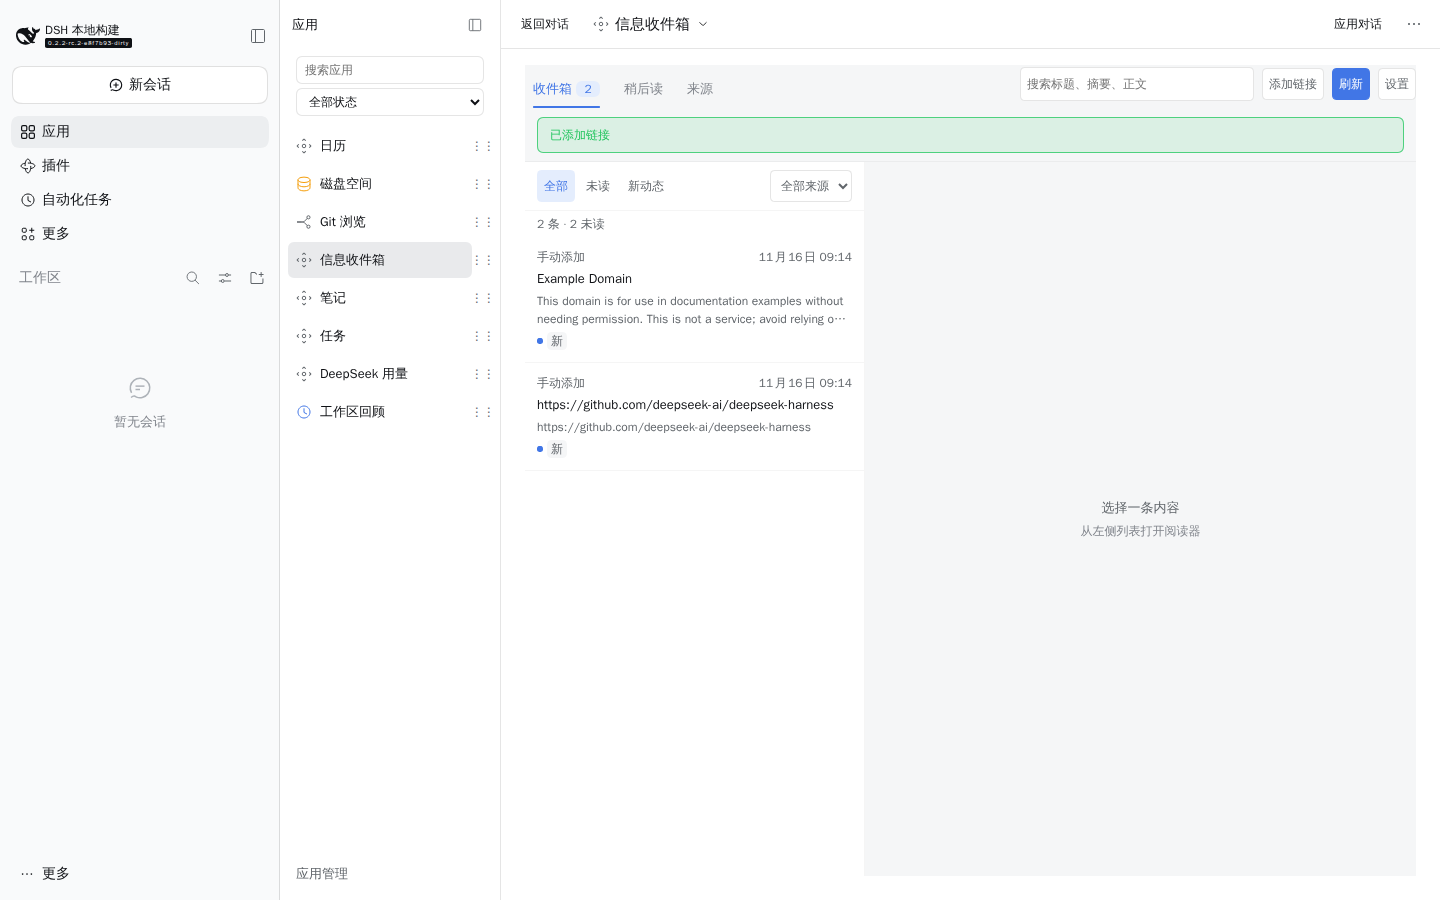 DSH 本地构建
新会话
应用
插件
自动化任务
更多
工作区
暂无会话
更多
应用
搜索应用
全部状态
日历
磁盘空间
Git 浏览
信息收件箱
笔记
任务
DeepSeek 用量
工作区回顾
应用管理
返回对话
信息收件箱
应用对话
收件箱 2
稍后读
来源
搜索标题、摘要、正文
添加链接
刷新
设置
已添加链接
全部
未读
新动态
全部来源
2 条 · 2 未读
手动添加
11月16日 09:14
Example Domain
This domain is for use in documentation examples without
needing permission. This is not a service; avoid relying o…
新
手动添加
11月16日 09:14
https://github.com/deepseek-ai/deepseek-harness
https://github.com/deepseek-ai/deepseek-harness
新
选择一条内容
从左侧列表打开阅读器